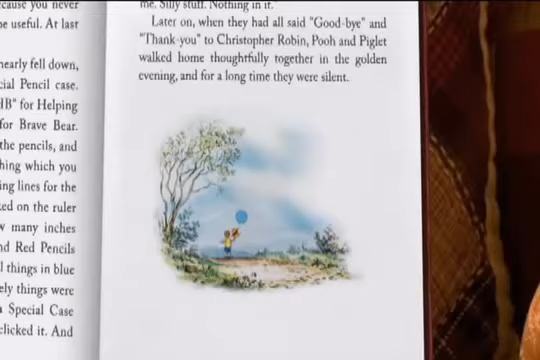 cause you never
be useful. At last
nearly fell down,
cial Pencil case.
HB" for Helping
for Brave Bear.
the pencils, and
hing which you
ing lines for the
ed on the ruler
many inches
nd Red Pencils
l things in blue
ely things were
Special Case
clicked it. And
me. Silly stuff. Nothing in it."
Later on, when they had all said "Good-bye" and
"Thank-you" to Christopher Robin, Pooh and Piglet
walked home thoughtfully together in the golden
evening, and for a long time they were silent.